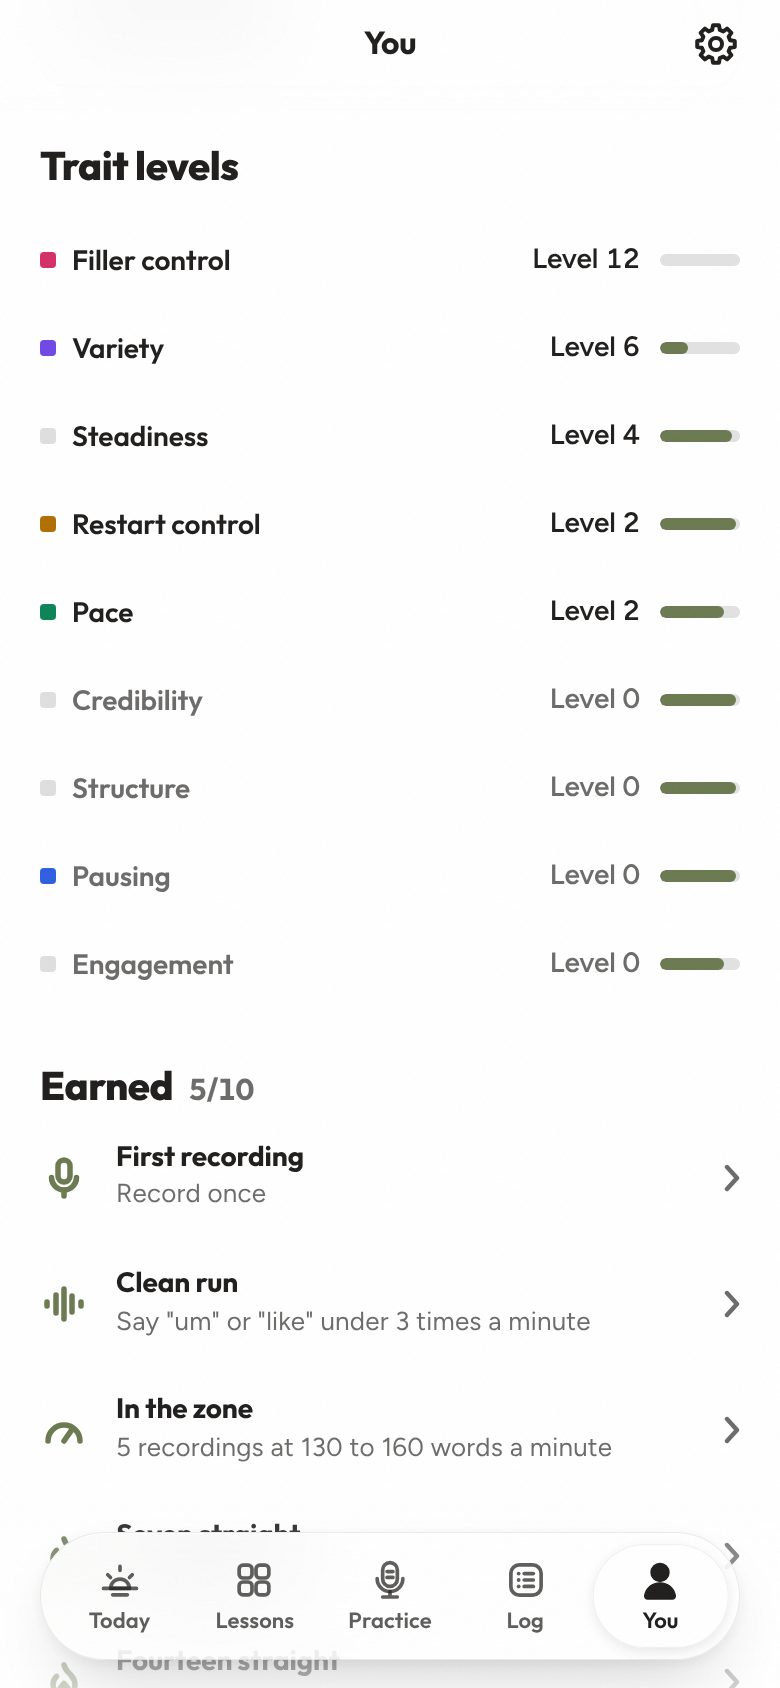 You
Trait levels
Filler control Level 12
Variety Level 6
Steadiness Level 4
Restart control Level 2
Pace Level 2
Credibility Level 0
Structure Level 0
Pausing Level 0
Engagement Level 0
Earned 5/10
First recording
Record once
Clean run
Say "um" or "like" under 3 times a minute
In the zone
5 recordings at 130 to 160 words a minute
Seven straight
Today Lessons Practice Log You
Fourteen straight